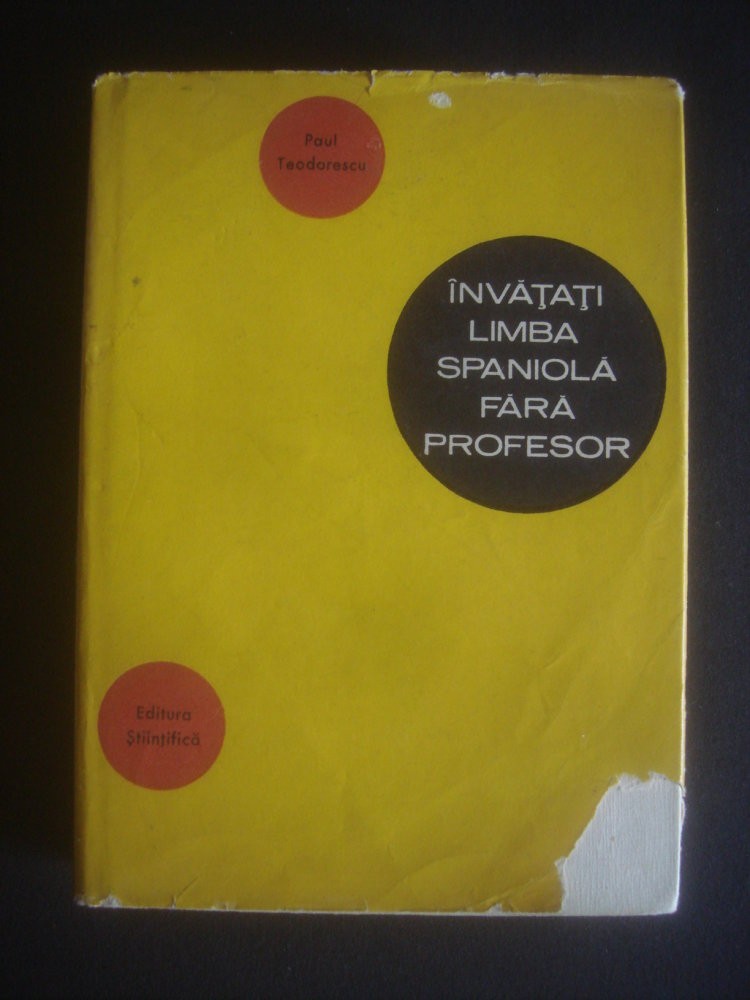 Paul
Teodorescu
ÎNVĂŢAŢI
LIMBA
SPANIOLĂ
FĂRĂ
PROFESOR
Editura
Ştiinţifică